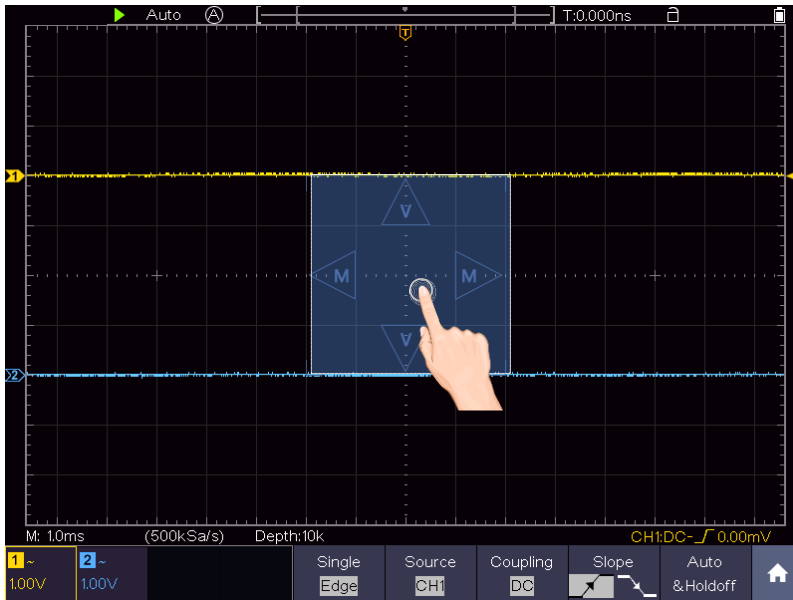 Auto A T:0.000ns
T
1
V
M M
V
2
M: 1.0ms (500kSa/s) Depth:10k CH1:DC- 0.00mV
1 ~ 2 ~ Single Source Coupling Slope Auto
1.00V 1.00V Edge CH1 DC &Holdoff